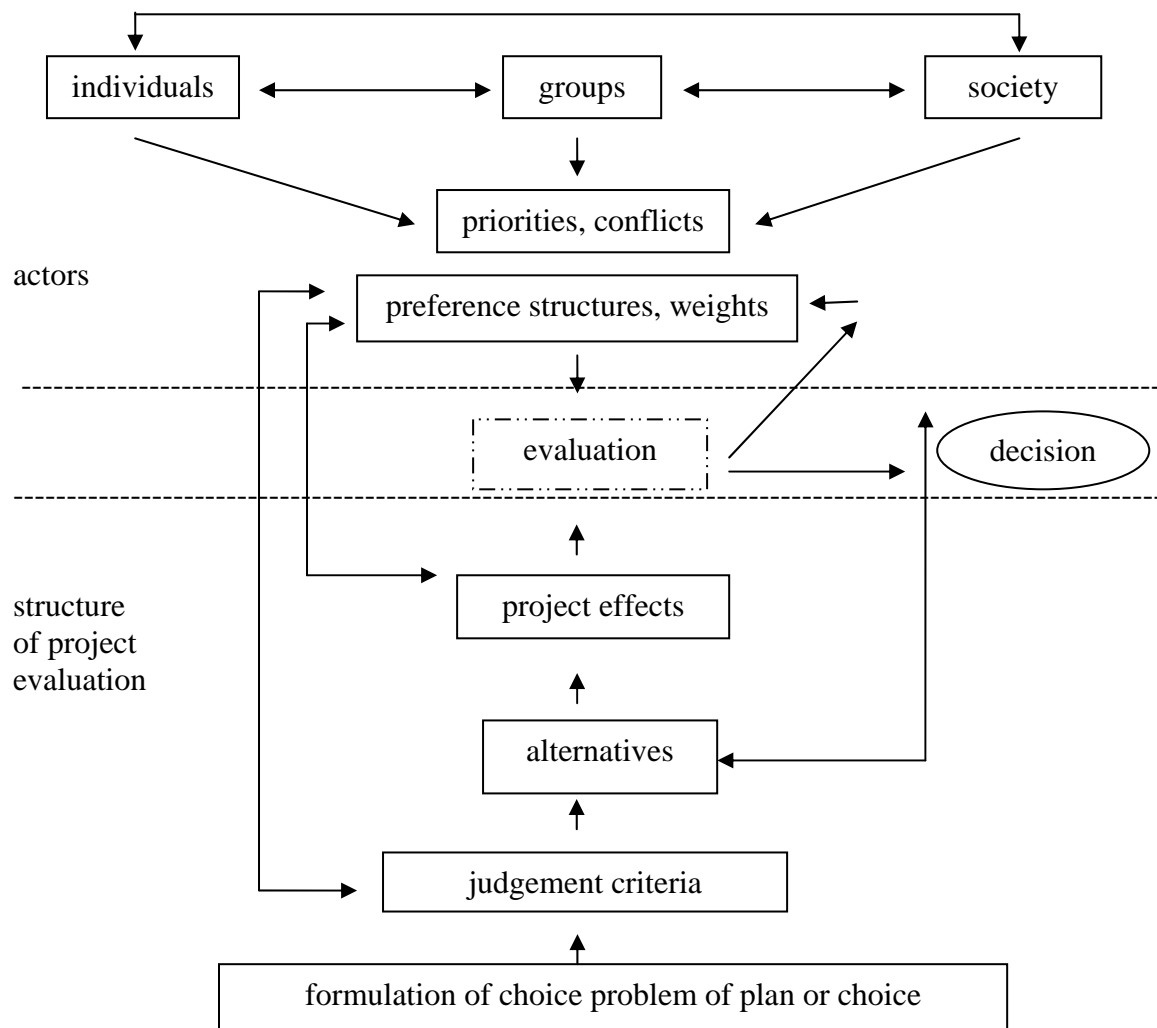 individuals
groups
society
priorities, conflicts
actors
preference structures, weights
evaluation
decision
project effects
structure
of project
evaluation
alternatives
judgement criteria
formulation of choice problem of plan or choice